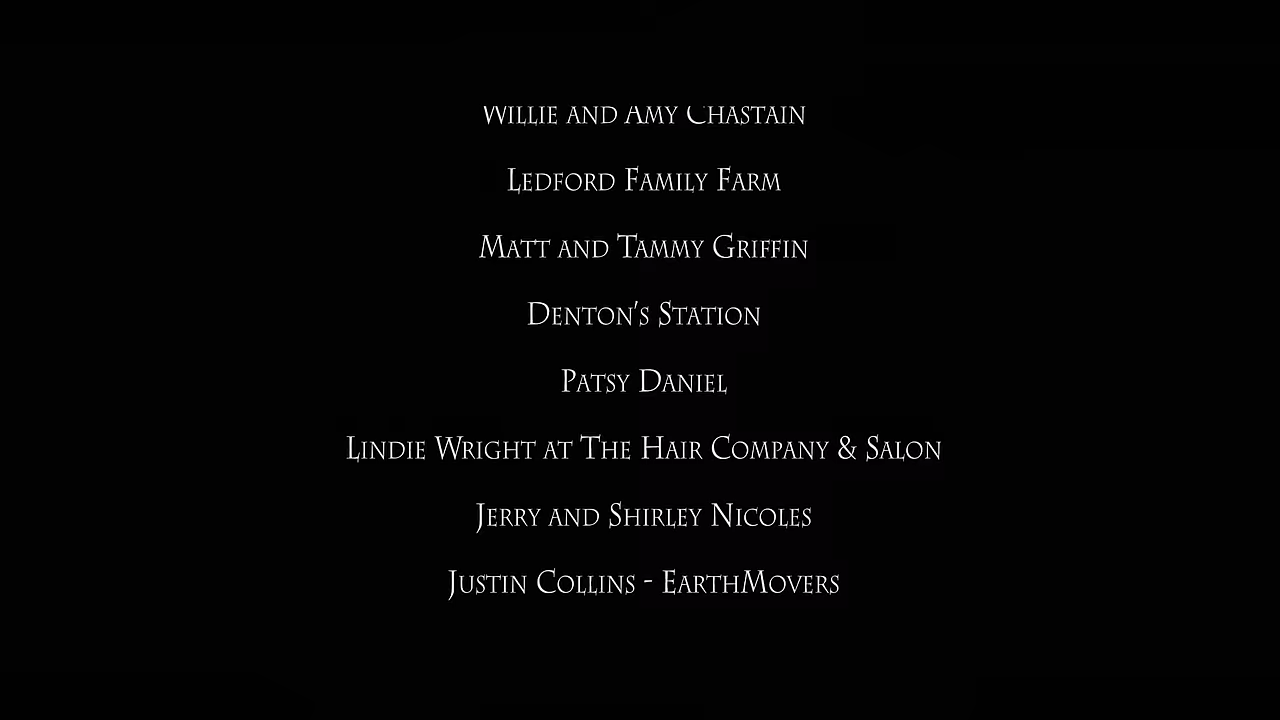 Willie and Amy Chastain
Ledford Family Farm
Matt and Tammy Griffin
Denton's Station
Patsy Daniel
Lindie Wright at The Hair Company & Salon
Jerry and Shirley Nicoles
Justin Collins - EarthMovers